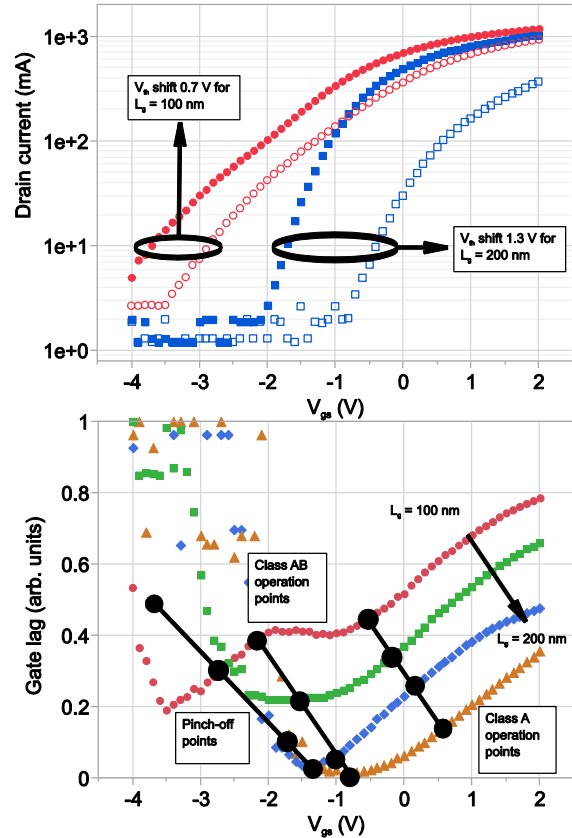 1e+3
1e+2
1e+1
1e+0
Drain current (mA)
Vth shift 0.7 V for
Lg = 100 nm
Vth shift 1.3 V for
Lg = 200 nm
-4 -3 -2 -1 0 1 2
Vgs (V)
1
0.8
0.6
0.4
0.2
0
Gate lag (arb. units)
Lg = 100 nm
Class AB
operation
points
Lg = 200 nm
Pinch-off
points
Class A
operation
points
-4 -3 -2 -1 0 1 2
Vgs (V)